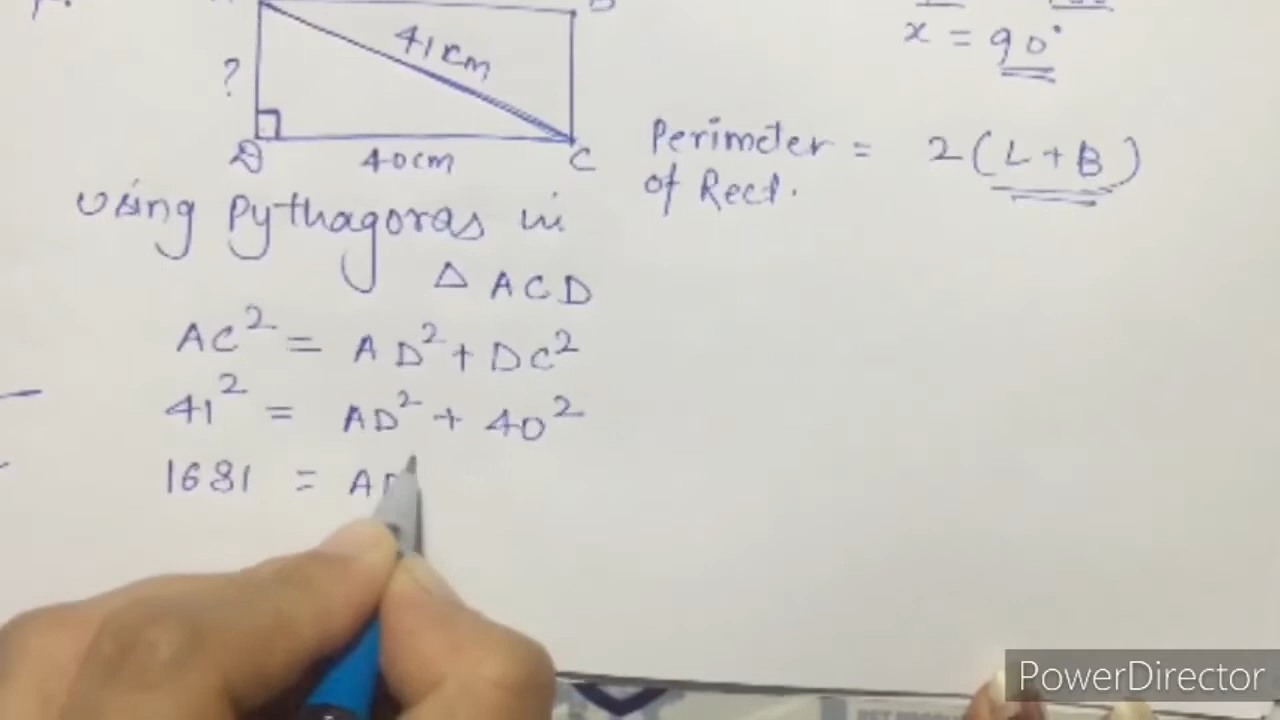 41cm
?
D 40cm C
x = 90°
Perimeter = 2(L+B)
of Rect.
using Pythagoras in
△ ACD
AC² = AD² + DC²
41² = AD² + 40²
1681 = AD
PowerDirector